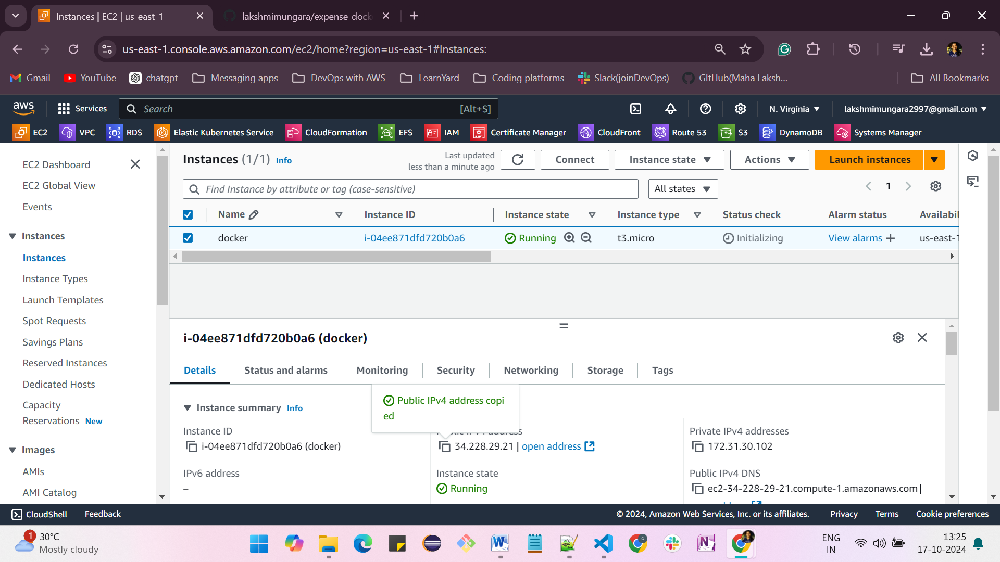 Instances | EC2 | us-east-1
lakshmimungara/expense-dock
us-east-1.console.aws.amazon.com/ec2/home?region=us-east-1#Instances:
Gmail YouTube chatgpt Messaging apps DevOps with AWS LearnYard Coding platforms Slack(joinDevOps) GItHub(Maha Laksh... All Bookmarks
aws Services Search [Alt+S] N. Virginia lakshmimungara2997@gmail.com
EC2 VPC RDS Elastic Kubernetes Service CloudFormation EFS IAM Certificate Manager CloudFront Route 53 S3 DynamoDB Systems Manager
EC2 Dashboard
EC2 Global View
Events
Instances
Instances
Instance Types
Launch Templates
Spot Requests
Savings Plans
Reserved Instances
Dedicated Hosts
Capacity
Reservations New
Images
AMIs
AMI Catalog
Instances (1/1) Info
Last updated
less than a minute ago
Connect Instance state Actions Launch instances
Find Instance by attribute or tag (case-sensitive) All states 1
Name Instance ID Instance state Instance type Status check Alarm status Availabil
docker i-04ee871dfd720b0a6 Running t3.micro Initializing View alarms + us-east-1
i-04ee871dfd720b0a6 (docker)
Details Status and alarms Monitoring Security Networking Storage Tags
Public IPv4 address copi
ed
Instance summary Info
Instance ID
i-04ee871dfd720b0a6 (docker)
IPv6 address
–
Public IPv4 address
34.228.29.21 | open address
Instance state
Running
Private IPv4 addresses
172.31.30.102
Public IPv4 DNS
ec2-34-228-29-21.compute-1.amazonaws.com |
CloudShell Feedback © 2024, Amazon Web Services, Inc. or its affiliates. Privacy Terms Cookie preferences
1
30°C
Mostly cloudy
ENG
IN
13:25
17-10-2024